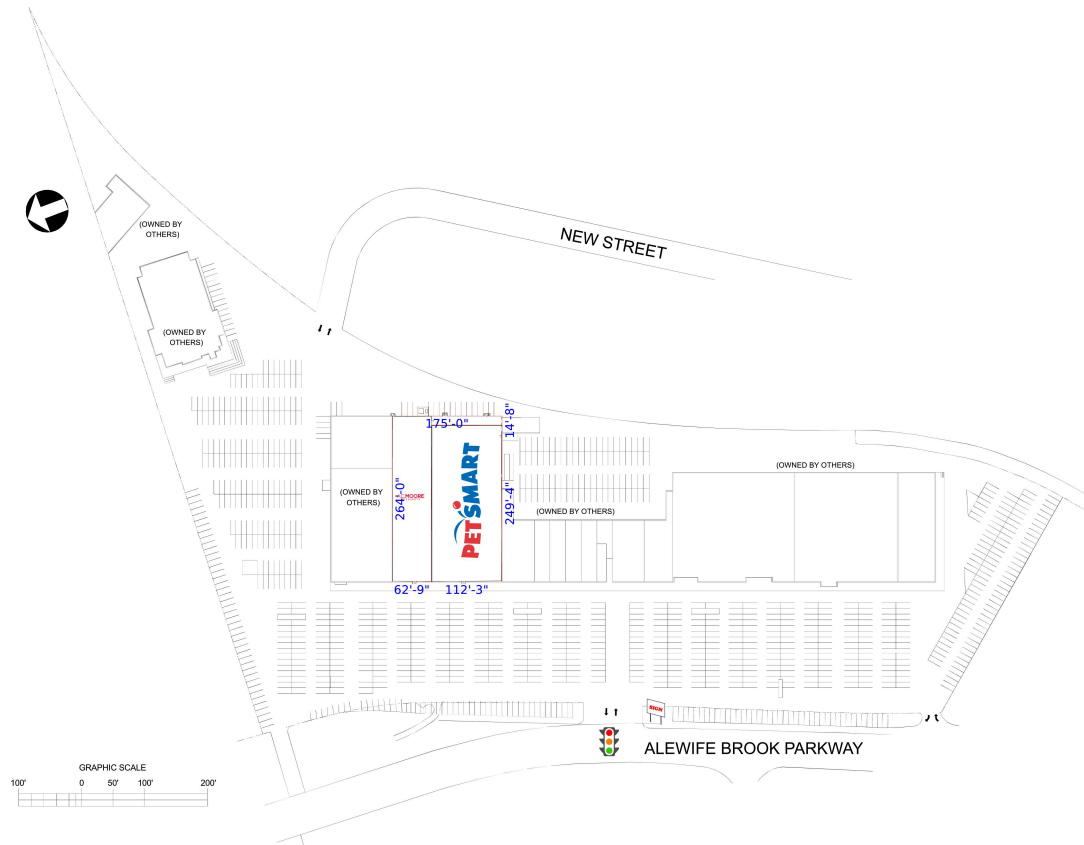 (OWNED BY
OTHERS)
NEW STREET
(OWNED BY
OTHERS)
175'-0"
14'-8"
PETSMART
(OWNED BY OTHERS)
(OWNED BY
OTHERS)
MOORE
264'-0"
249'-4"
(OWNED BY OTHERS)
62'-9"
112'-3"
SIGN
ALEWIFE BROOK PARKWAY
GRAPHIC SCALE
100' 0 50' 100' 200'